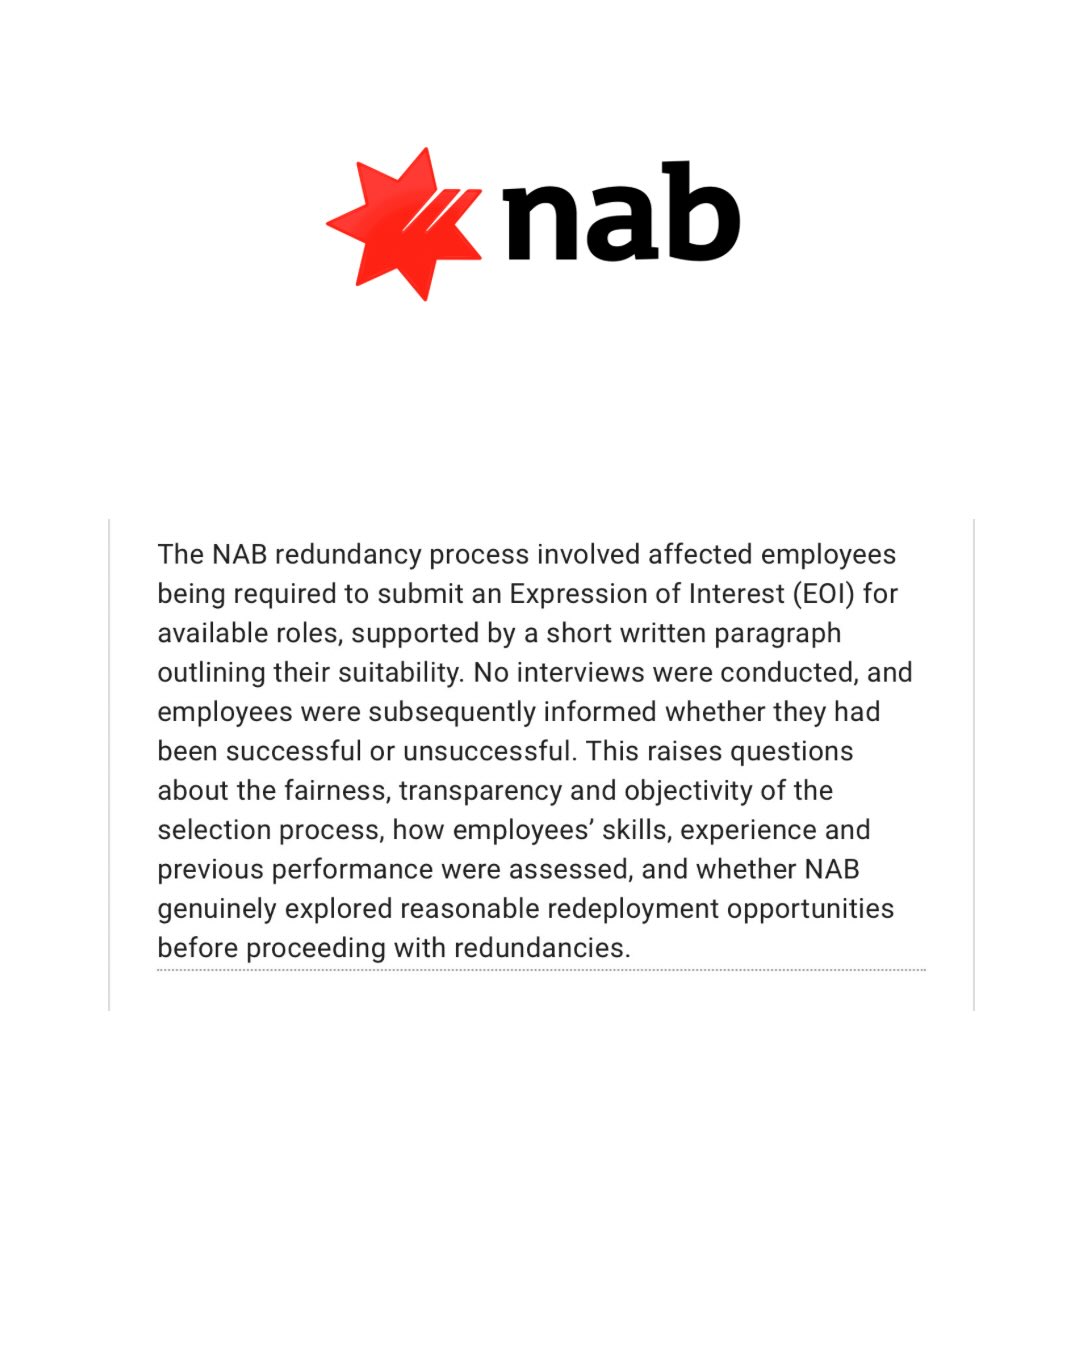 nab
The NAB redundancy process involved affected employees
being required to submit an Expression of Interest (EOI) for
available roles, supported by a short written paragraph
outlining their suitability. No interviews were conducted, and
employees were subsequently informed whether they had
been successful or unsuccessful. This raises questions
about the fairness, transparency and objectivity of the
selection process, how employees’ skills, experience and
previous performance were assessed, and whether NAB
genuinely explored reasonable redeployment opportunities
before proceeding with redundancies.